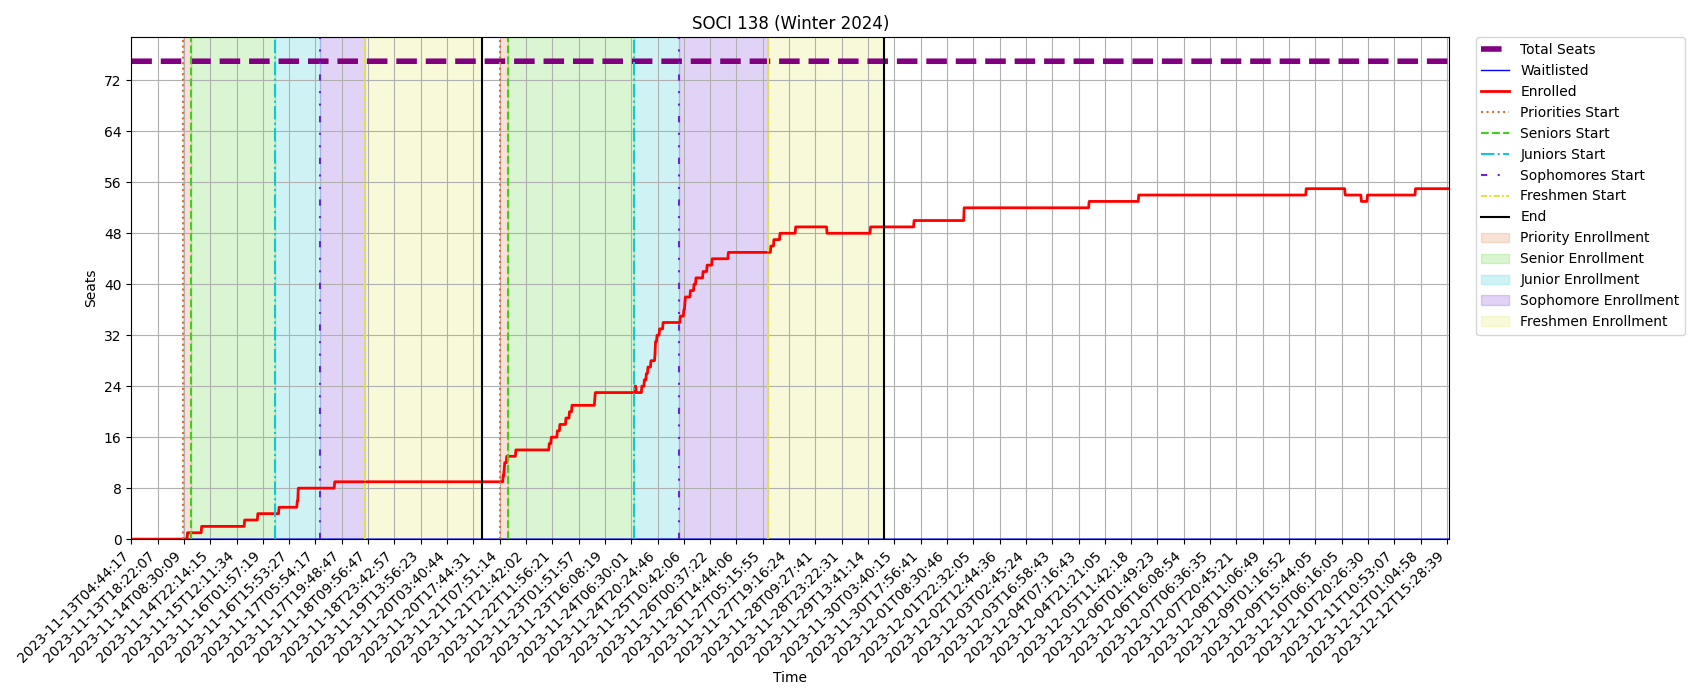 SOCI 138 (Winter 2024)
Total Seats
Waitlisted
Enrolled
Priorities Start
Seniors Start
Juniors Start
Sophomores Start
Freshmen Start
End
Priority Enrollment
Senior Enrollment
Junior Enrollment
Sophomore Enrollment
Freshmen Enrollment
Seats
72
64
56
48
40
32
24
16
8
0
2023-11-13T04:44:17
2023-11-13T18:22:07
2023-11-14T08:30:09
2023-11-14T22:14:15
2023-11-15T12:11:34
2023-11-16T01:57:19
2023-11-16T15:53:27
2023-11-17T05:54:17
2023-11-17T19:48:47
2023-11-18T09:56:47
2023-11-18T23:42:57
2023-11-19T13:56:23
2023-11-20T03:40:44
2023-11-20T17:44:31
2023-11-21T07:51:14
2023-11-21T21:42:02
2023-11-22T11:56:21
2023-11-23T01:51:57
2023-11-23T16:08:19
2023-11-24T06:30:01
2023-11-24T20:24:46
2023-11-25T10:42:06
2023-11-26T00:37:22
2023-11-26T14:44:06
2023-11-27T05:15:55
2023-11-27T19:16:24
2023-11-28T09:27:41
2023-11-28T23:22:31
2023-11-29T13:41:14
2023-11-30T03:40:15
2023-11-30T17:56:41
2023-12-01T08:30:46
2023-12-01T22:32:05
2023-12-02T12:44:36
2023-12-03T02:45:24
2023-12-03T16:58:43
2023-12-04T07:16:43
2023-12-04T21:21:05
2023-12-05T11:42:18
2023-12-06T01:49:23
2023-12-06T16:08:54
2023-12-07T06:36:35
2023-12-07T20:45:21
2023-12-08T11:06:49
2023-12-09T01:16:52
2023-12-09T15:44:05
2023-12-10T06:16:05
2023-12-10T20:26:30
2023-12-11T10:53:07
2023-12-12T01:04:58
2023-12-12T15:28:39
Time